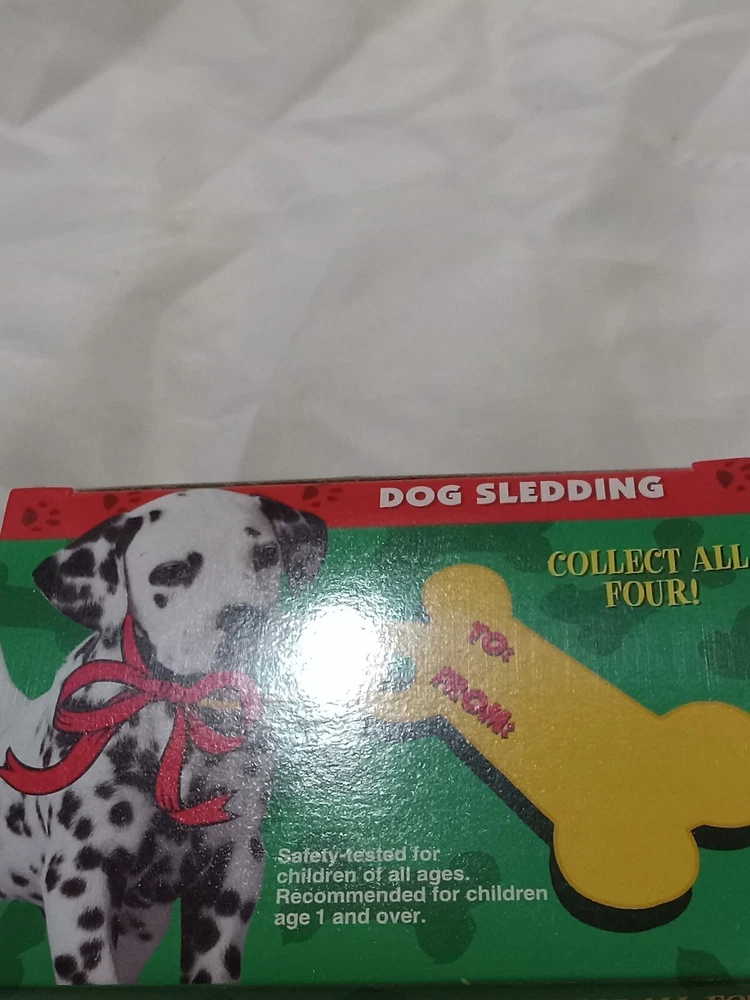 DOG SLEDDING
COLLECT ALL
FOUR!
TO:
FROM:
Safety-tested for
children of all ages.
Recommended for children
age 1 and over.